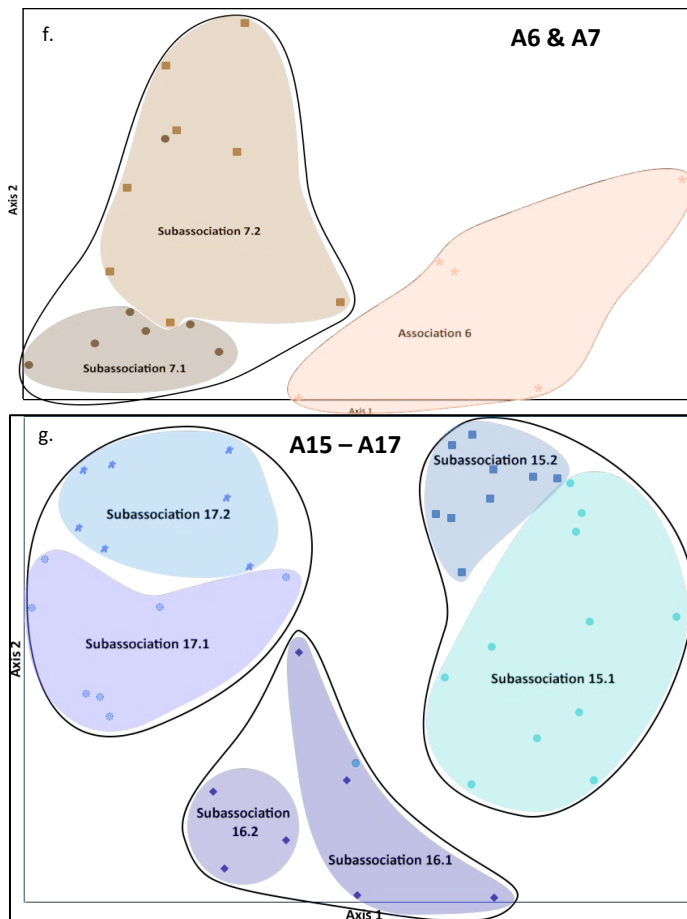 f.
A6 & A7
Axis 2
Subassociation 7.2
Association 6
Subassociation 7.1
Axis 1
g.
A15 – A17
Subassociation 15.2
Subassociation 17.2
Axis 2
Subassociation 17.1
Subassociation 15.1
Subassociation
16.2
Subassociation 16.1
Axis 1